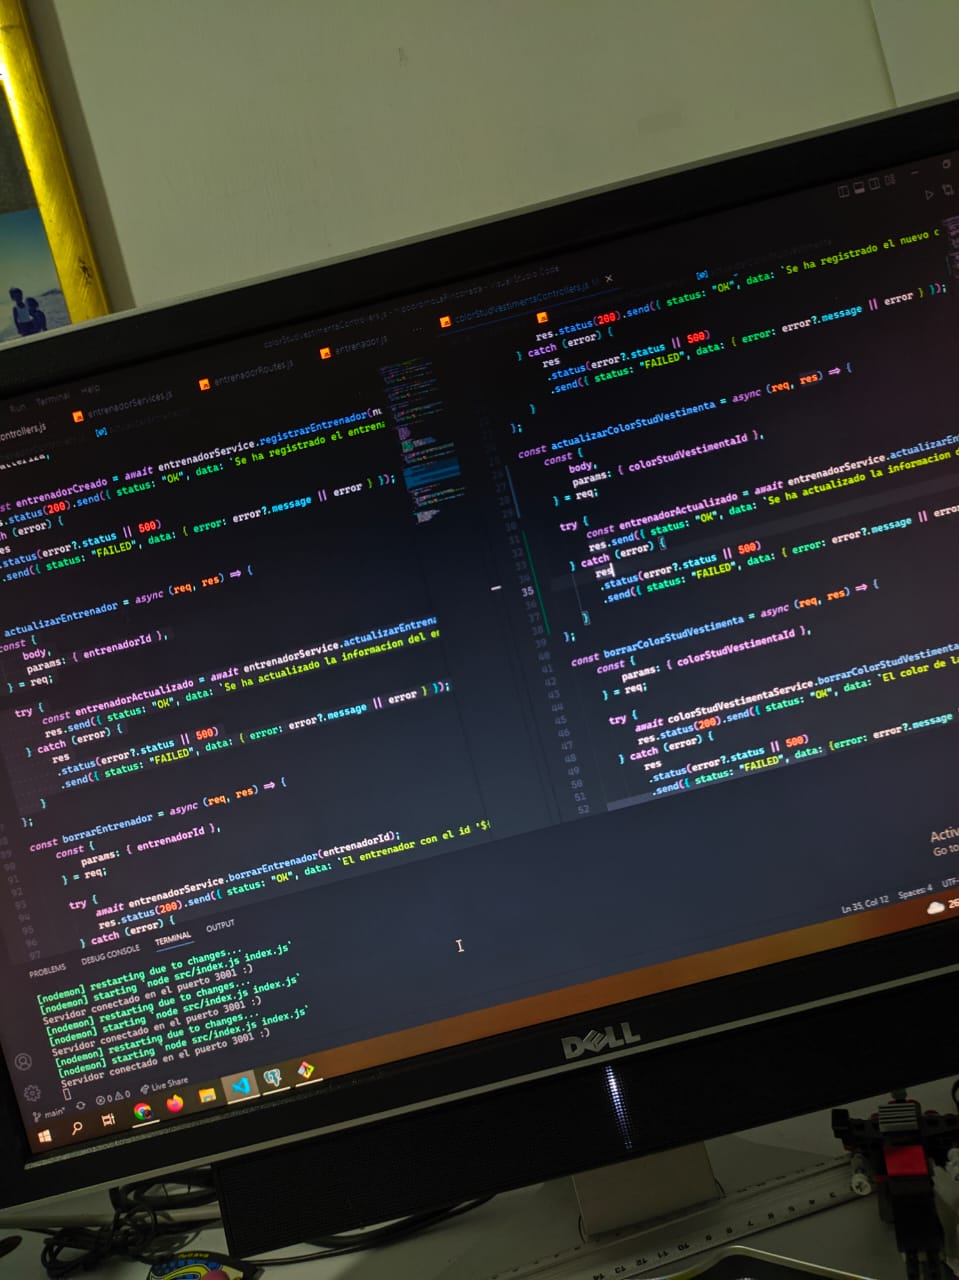 colorStudVestimentaControllers.js - - Visual Studio Code
Run Terminal Help
ontrollers.js
entrenadorServices.js
entrenadorRoutes.js
entrenador.js
st entrenadorCreado = await entrenadorService.registrarEntrenador(nu
s.status(200).send({ status: "OK", data: `Se ha registrado el entrena
ch (error) {
es
.status(error?.status || 500)
.send({ status: "FAILED", data: { error: error?.message || error } });
actualizarEntrenador = async (req, res) => {
const {
body,
params: { entrenadorId },
} = req;
try {
const entrenadorActualizado = await entrenadorService.actualizarEntrena
res.send({ status: "OK", data: `Se ha actualizado la informacion del en
} catch (error) {
res
.status(error?.status || 500)
.send({ status: "FAILED", data: { error: error?.message || error } });
}
};
const borrarEntrenador = async (req, res) => {
const {
params: { entrenadorId },
} = req;
try {
await entrenadorService.borrarEntrenador(entrenadorId);
res.status(200).send({ status: "OK", data: `El entrenador con el id '${
} catch (error) {
colorStudVestimentaControllers.js M
res.status(200).send({ status: "OK", data: `Se ha registrado el nuevo c
} catch (error) {
res
.status(error?.status || 500)
.send({ status: "FAILED", data: { error: error?.message || error } });
}
};
const actualizarColorStudVestimenta = async (req, res) => {
const {
body,
params: { colorStudVestimentaId },
} = req;
try {
const entrenadorActualizado = await entrenadorService.actualizarEn
res.send({ status: "OK", data: `Se ha actualizado la informacion d
} catch (error) {
35 res
.status(error?.status || 500)
.send({ status: "FAILED", data: { error: error?.message || error
}
};
const borrarColorStudVestimenta = async (req, res) => {
const {
params: { colorStudVestimentaId },
} = req;
try {
await colorStudVestimentaService.borrarColorStudVestimenta
res.status(200).send({ status: "OK", data: `El color de la
} catch (error) {
res
.status(error?.status || 500)
.send({ status: "FAILED", data: {error: error?.message
PROBLEMS DEBUG CONSOLE TERMINAL OUTPUT
[nodemon] restarting due to changes...
[nodemon] starting `node src/index.js index.js`
Servidor conectado en el puerto 3001 :)
[nodemon] restarting due to changes...
[nodemon] starting `node src/index.js index.js`
Servidor conectado en el puerto 3001 :)
[nodemon] restarting due to changes...
[nodemon] starting `node src/index.js index.js`
Servidor conectado en el puerto 3001 :)
Activ
Go to
main* 0 0 Live Share
Ln 35, Col 12 Spaces: 4 UTF-
26
DELL